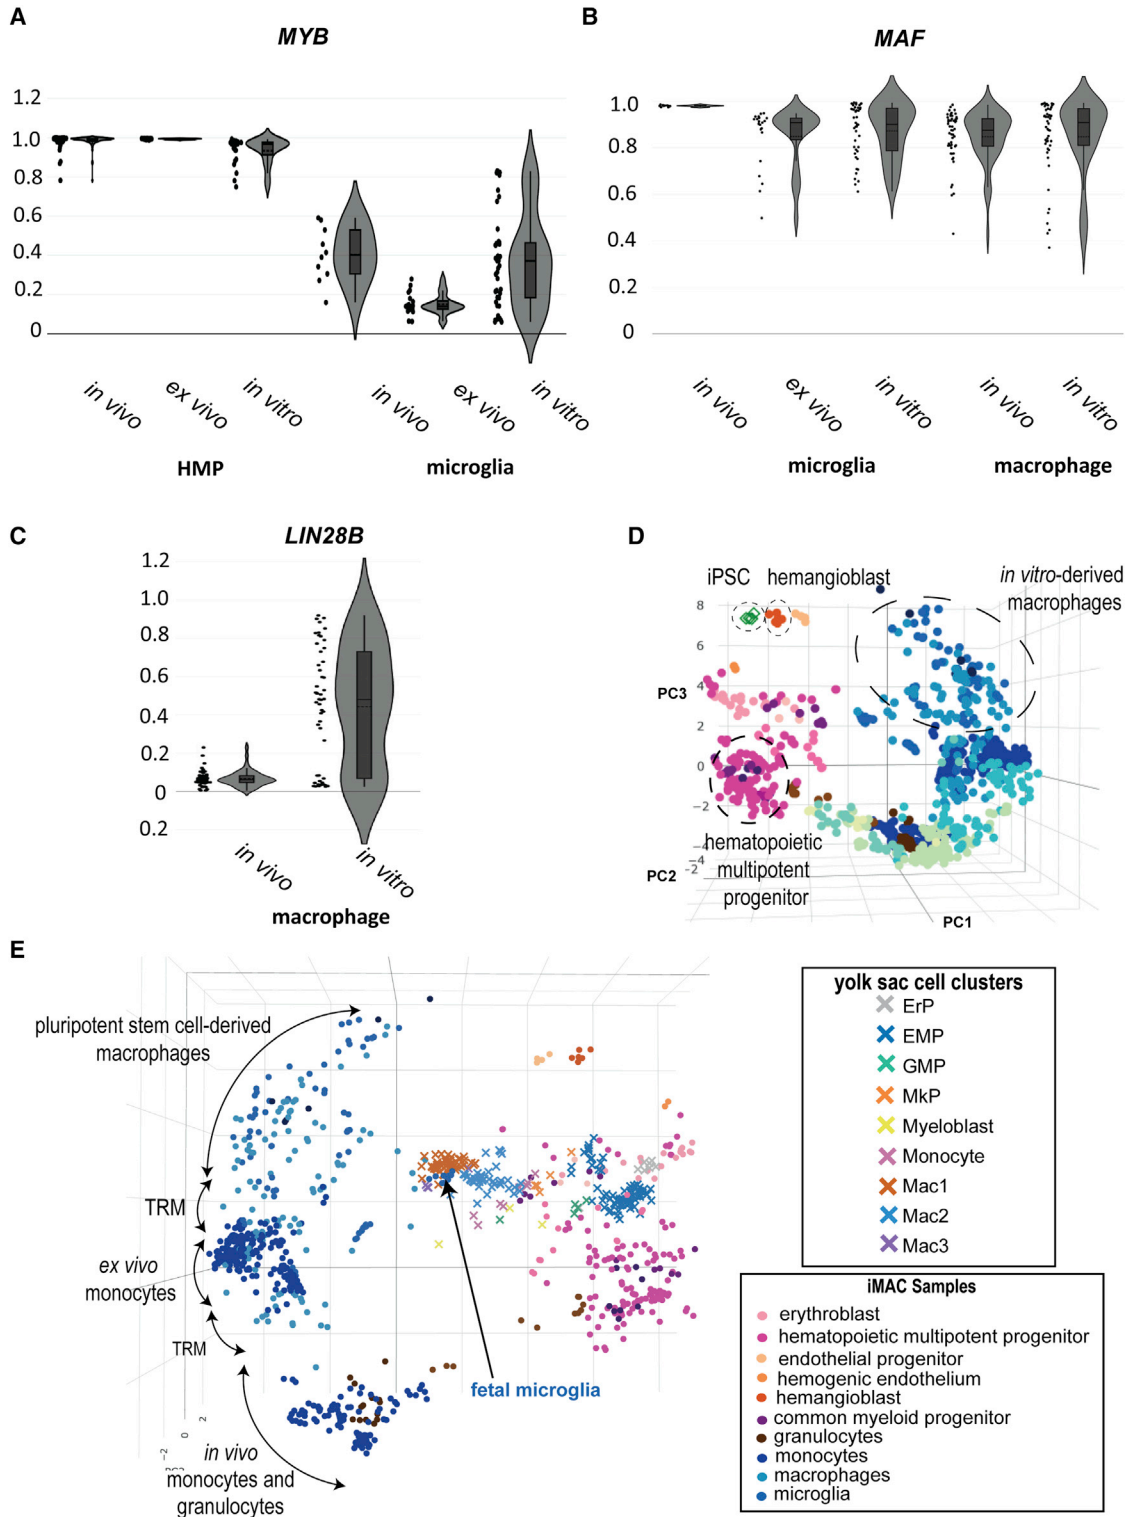 A
MYB
1.2
1.0
0.8
0.6
0.4
0.2
0
in vivo
ex vivo
in vitro
in vivo
ex vivo
in vitro
HMP
microglia
B
MAF
1.0
0.8
0.6
0.4
0.2
0
in vivo
ex vivo
in vitro
in vivo
in vitro
microglia
macrophage
C
LIN28B
1.2
1.0
0.8
0.6
0.4
0.2
0
0.2
in vivo
in vitro
macrophage
D
iPSC
hemangioblast
in vitro-derived
macrophages
8
6
4
2
0
−2
−4
−4
−2
PC3
PC2
PC1
hematopoietic
multipotent
progenitor
E
pluripotent stem cell-derived
macrophages
TRM
ex vivo
monocytes
TRM
in vivo
monocytes and
granulocytes
fetal microglia
2
0
−2
yolk sac cell clusters
ErP
EMP
GMP
MkP
Myeloblast
Monocyte
Mac1
Mac2
Mac3
iMAC Samples
erythroblast
hematopoietic multipotent progenitor
endothelial progenitor
hemogenic endothelium
hemangioblast
common myeloid progenitor
granulocytes
monocytes
macrophages
microglia